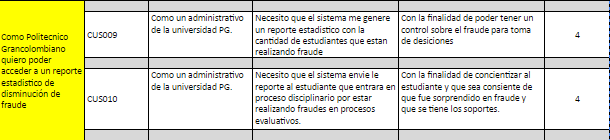 Como Politecnico
Grancolombiano
quiero poder
acceder a un reporte
estadistico de
disminución de
fraude
CUS009
Como un administrativo
de la universidad PG.
Necesito que el sistema me genere
un reporte estadistico con la
cantidad de estudiantes que estan
realizando fraude
Con la finalidad de poder tener un
control sobre el fraude para toma
de desiciones
4
CUS010
Como un administrativo
de la universidad PG.
Necesito que el sistema envie le
reporte al estudiante que entrara en
proceso disciplinario por estar
realizando fraudes en procesos
evaluativos.
Con la finalidad de concientizar al
estudiante y que sea consiente de
que fue sorprendido en fraude y
que se tiene los soportes.
4